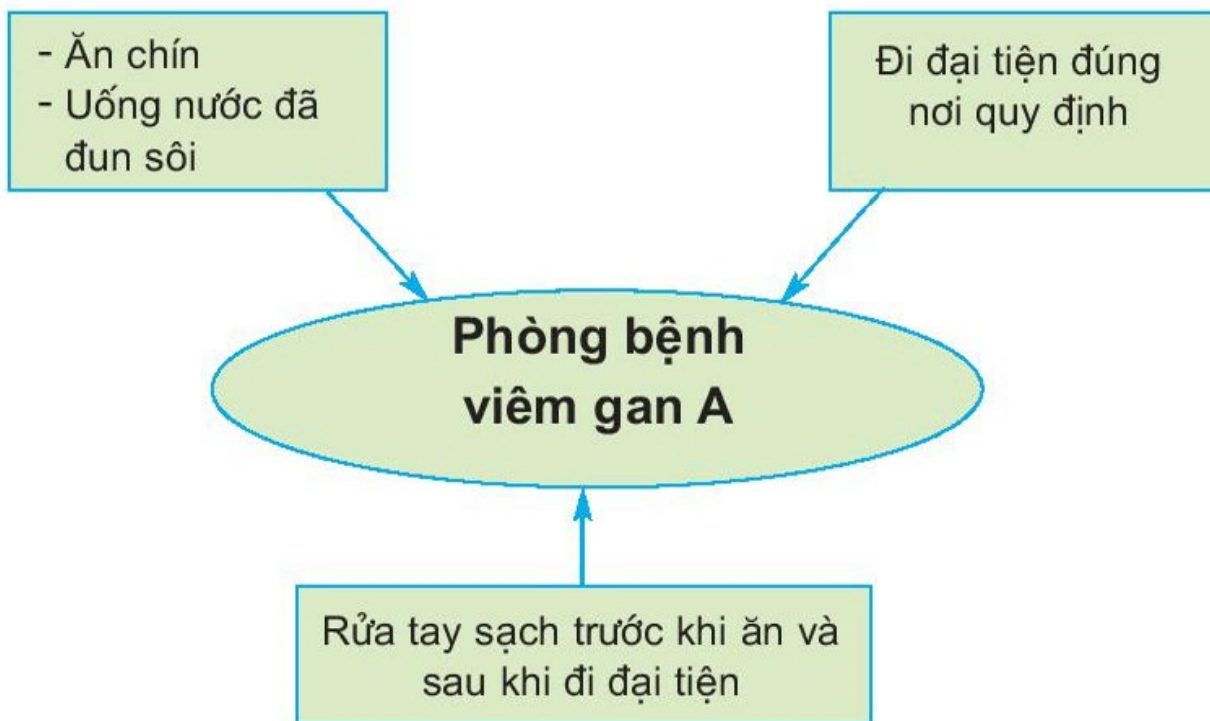 - Ăn chín
- Uống nước đã
đun sôi
Đi đại tiện đúng
nơi quy định
Phòng bệnh
viêm gan A
Rửa tay sạch trước khi ăn và
sau khi đi đại tiện